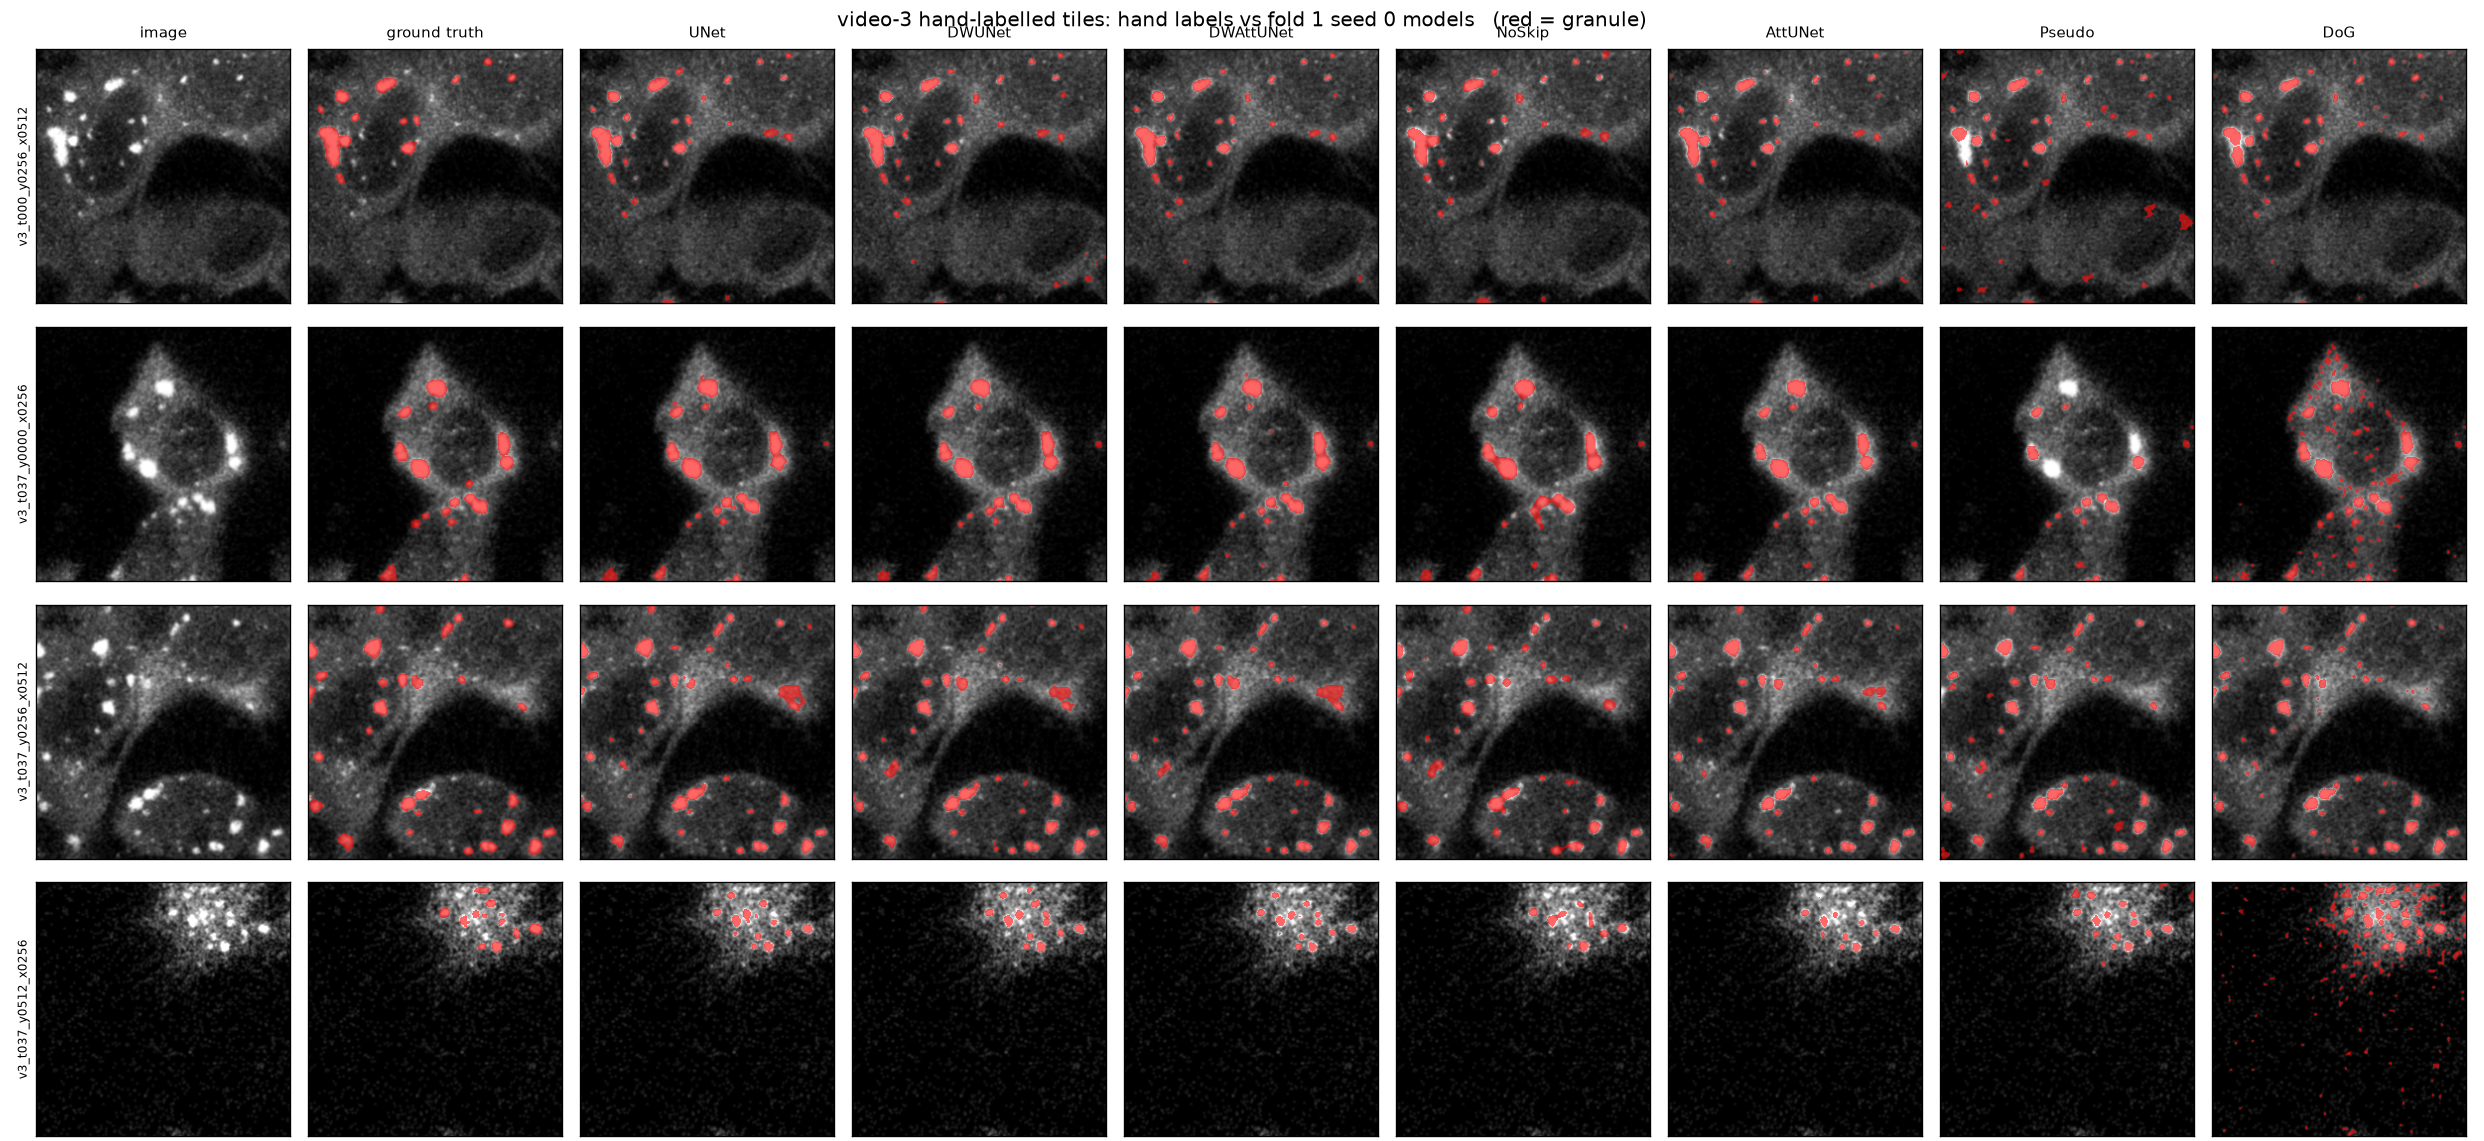 video-3 hand-labelled tiles: hand labels vs fold 1 seed 0 models (red = granule)
image ground truth UNet DWUNet DWAttUNet NoSkip AttUNet Pseudo DoG
v3_t000_y0256_x0512
v3_t037_y0000_x0256
v3_t037_y0256_x0512
v3_t037_y0512_x0256